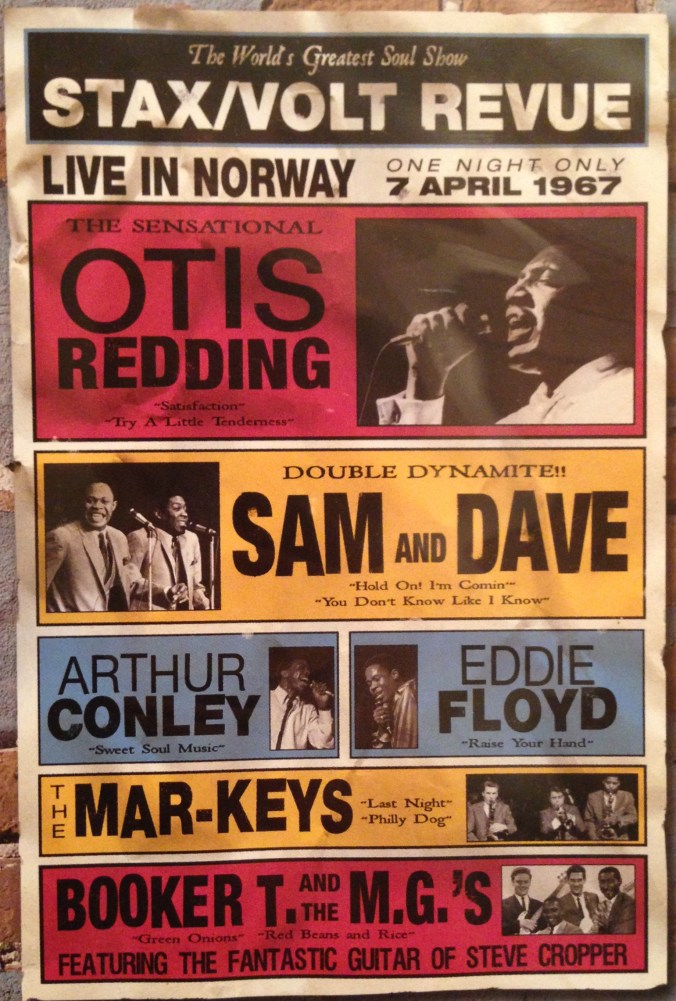 The World's Greatest Soul Show
STAX/VOLT REVUE
LIVE IN NORWAY
ONE NIGHT ONLY
7 APRIL 1967
THE SENSATIONAL
OTIS
REDDING
"Satisfaction"
"Try A Little Tenderness"
DOUBLE DYNAMITE!!
SAM AND DAVE
"Hold On! I'm Comin'"
"You Don't Know Like I Know"
ARTHUR
CONLEY
"Sweet Soul Music"
EDDIE
FLOYD
"Raise Your Hand"
THE MAR-KEYS
"Last Night"
"Philly Dog"
BOOKER T. AND THE M.G.'S
"Green Onions" "Red Beans and Rice"
FEATURING THE FANTASTIC GUITAR OF STEVE CROPPER